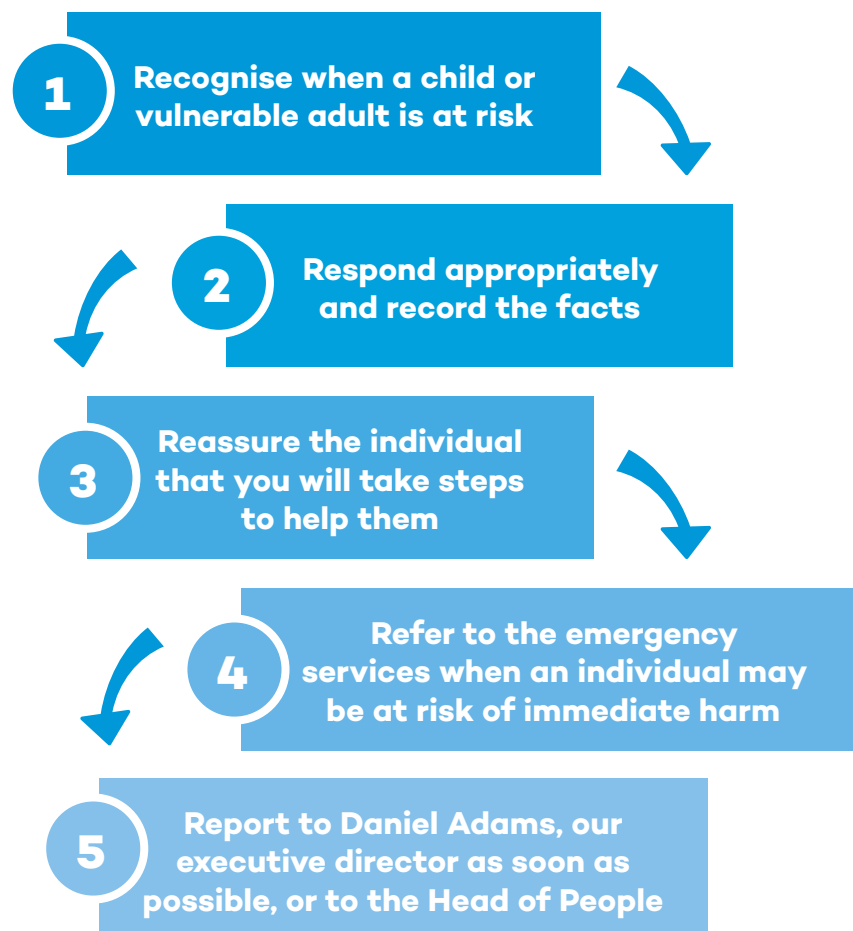 1
Recognise when a child or
vulnerable adult is at risk
2
Respond appropriately
and record the facts
3
Reassure the individual
that you will take steps
to help them
4
Refer to the emergency
services when an individual may
be at risk of immediate harm
5
Report to Daniel Adams, our
executive director as soon as
possible, or to the Head of People